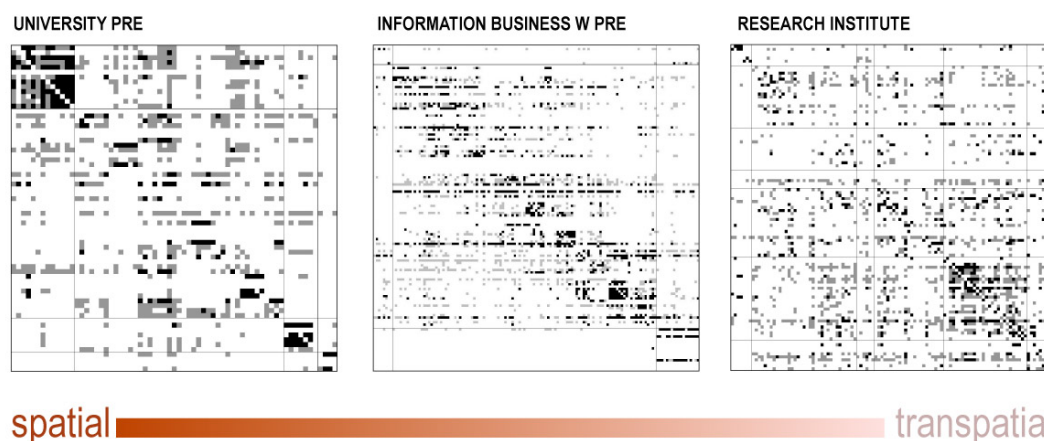 UNIVERSITY PRE
INFORMATION BUSINESS W PRE
RESEARCH INSTITUTE
spatial
transpatia